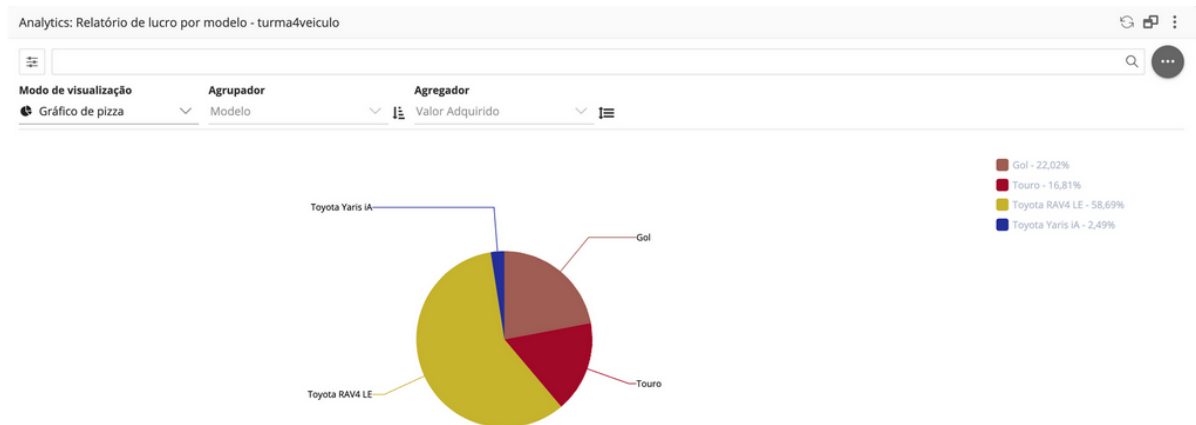 Analytics: Relatório de lucro por modelo - turma4veiculo
Modo de visualização
Agrupador
Agregador
Gráfico de pizza
Modelo
Valor Adquirido
Gol - 22,02%
Touro - 16,81%
Toyota RAV4 LE - 58,69%
Toyota Yaris iA - 2,49%
Toyota Yaris iA
Gol
Touro
Toyota RAV4 LE